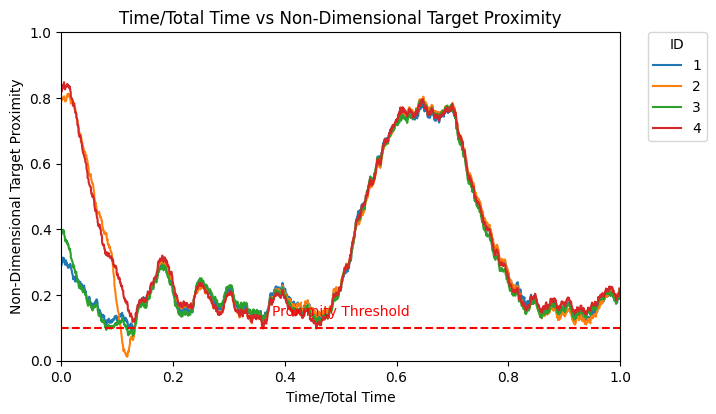 Time/Total Time vs Non-Dimensional Target Proximity
ID
1
2
3
4
Non-Dimensional Target Proximity
1.0
0.8
0.6
0.4
0.2
0.0
Proximity Threshold
0.0 0.2 0.4 0.6 0.8 1.0
Time/Total Time